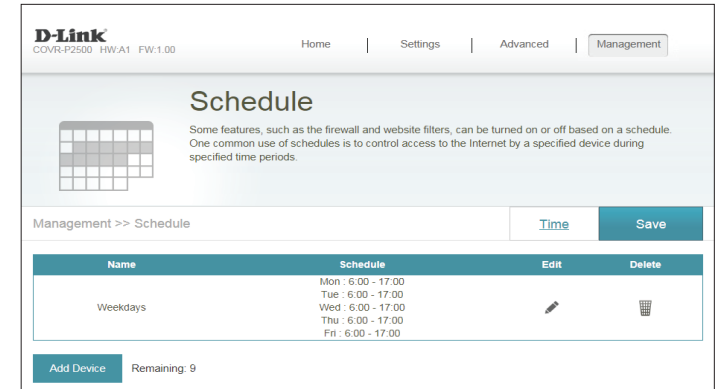 D-Link
COVR-P2500 HW:A1 FW:1.00
Home | Settings | Advanced | Management
Schedule
Some features, such as the firewall and website filters, can be turned on or off based on a schedule.
One common use of schedules is to control access to the Internet by a specified device during
specified time periods.
Management >> Schedule
Time
Save
Name Schedule Edit Delete
Mon : 6:00 - 17:00
Tue : 6:00 - 17:00
Weekdays Wed : 6:00 - 17:00
Thu : 6:00 - 17:00
Fri : 6:00 - 17:00
Add Device Remaining: 9